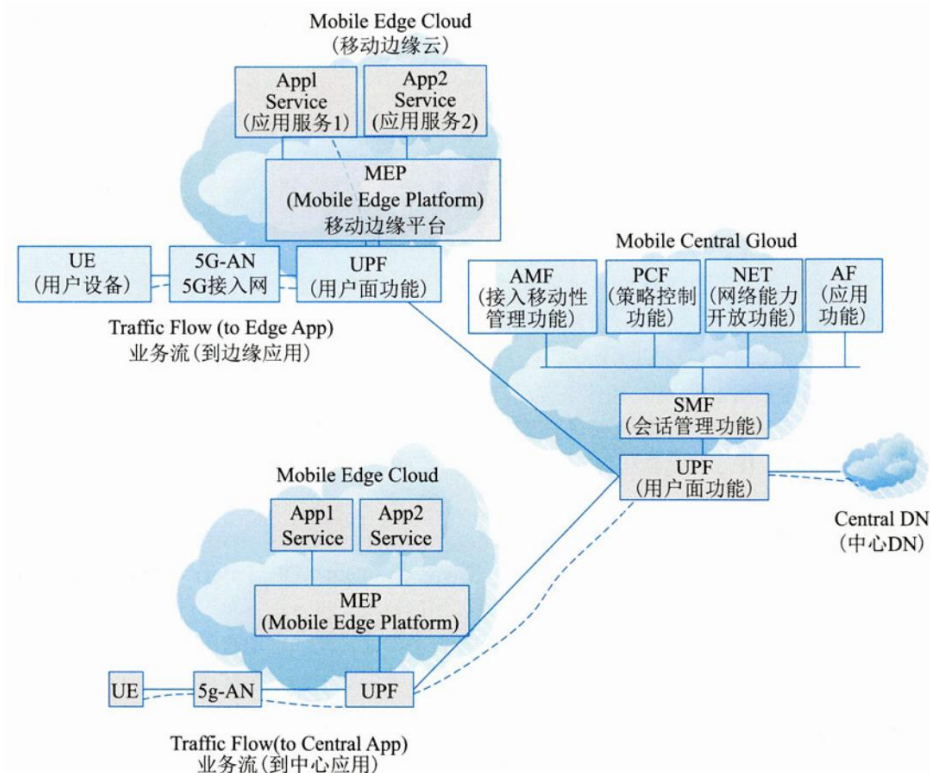 Mobile Edge Cloud
(移动边缘云)
App1
Service
(应用服务1)
App2
Service
(应用服务2)
MEP
(Mobile Edge Platform)
移动边缘平台
UE
(用户设备)
5G-AN
5G接入网
UPF
(用户面功能)
Traffic Flow (to Edge App)
业务流(到边缘应用)
Mobile Central Gloud
AMF
(接入移动性
管理功能)
PCF
(策略控制
功能)
NET
(网络能力
开放功能)
AF
(应用
功能)
SMF
(会话管理功能)
UPF
(用户面功能)
Central DN
(中心DN)
Mobile Edge Cloud
App1
Service
App2
Service
MEP
(Mobile Edge Platform)
UE
5g-AN
UPF
Traffic Flow(to Central App)
业务流(到中心应用)